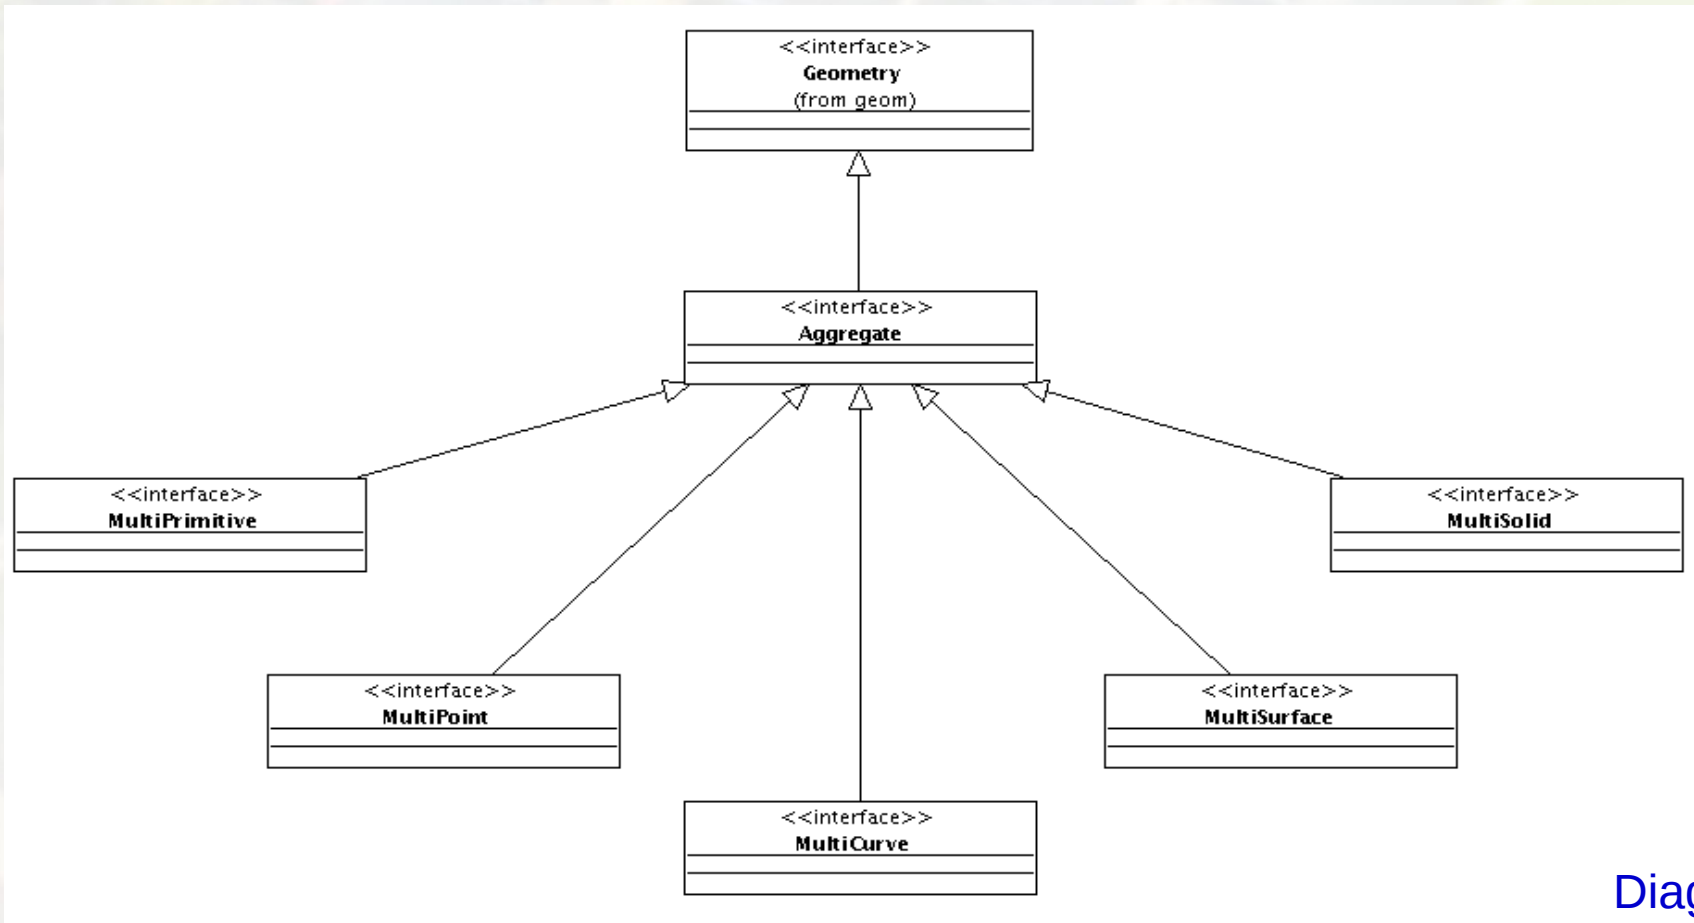 <<interface>>
Geometry
(from geom)
<<interface>>
Aggregate
<<interface>>
MultiPrimitive
<<interface>>
MultiSolid
<<interface>>
MultiPoint
<<interface>>
MultiSurface
<<interface>>
MultiCurve